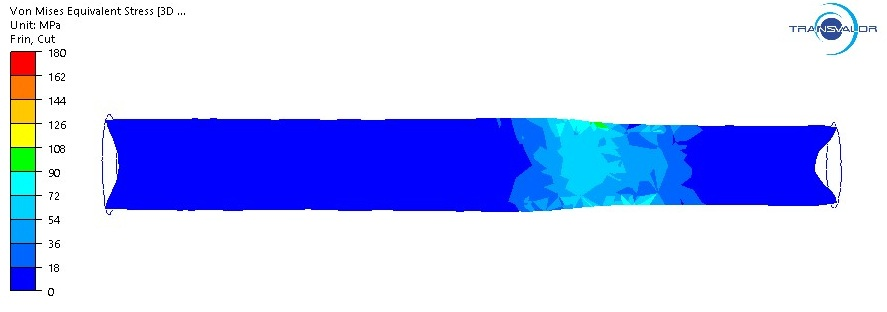 Von Mises Equivalent Stress [3D ...
Unit: MPa
Frin, Cut
180
162
144
126
108
90
72
54
36
18
0
TRANSVALOR